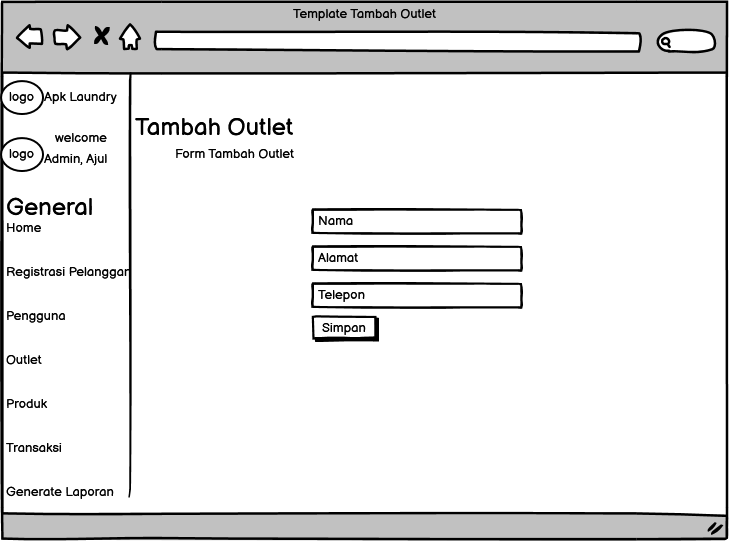 Template Tambah Outlet
logo Apk Laundry
welcome
logo Admin, Ajul
General
Home
Registrasi Pelanggan
Pengguna
Outlet
Produk
Transaksi
Generate Laporan
Tambah Outlet
Form Tambah Outlet
Nama
Alamat
Telepon
Simpan